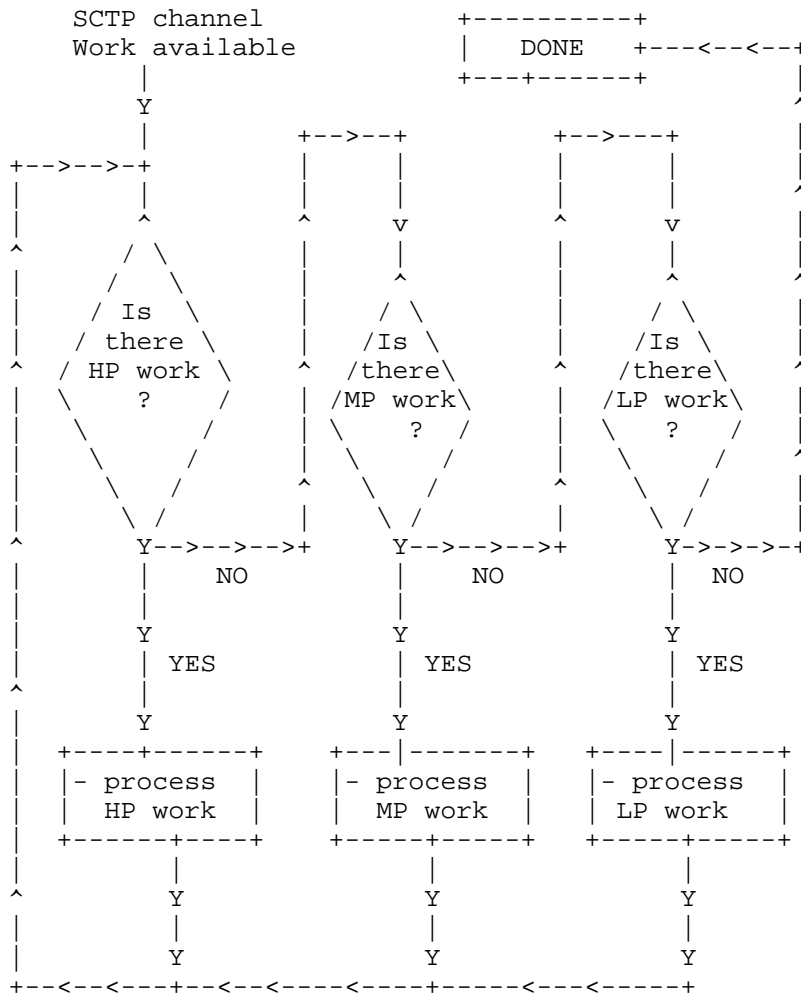 SCTP channel
Work available
DONE
Y
Is
there
HP work
?
Is
there
MP work
?
Is
there
LP work
?
Y
NO
Y
NO
Y
NO
Y
YES
Y
YES
Y
YES
Y
Y
Y
- process
HP work
- process
MP work
- process
LP work
Y
Y
Y
Y
Y
Y